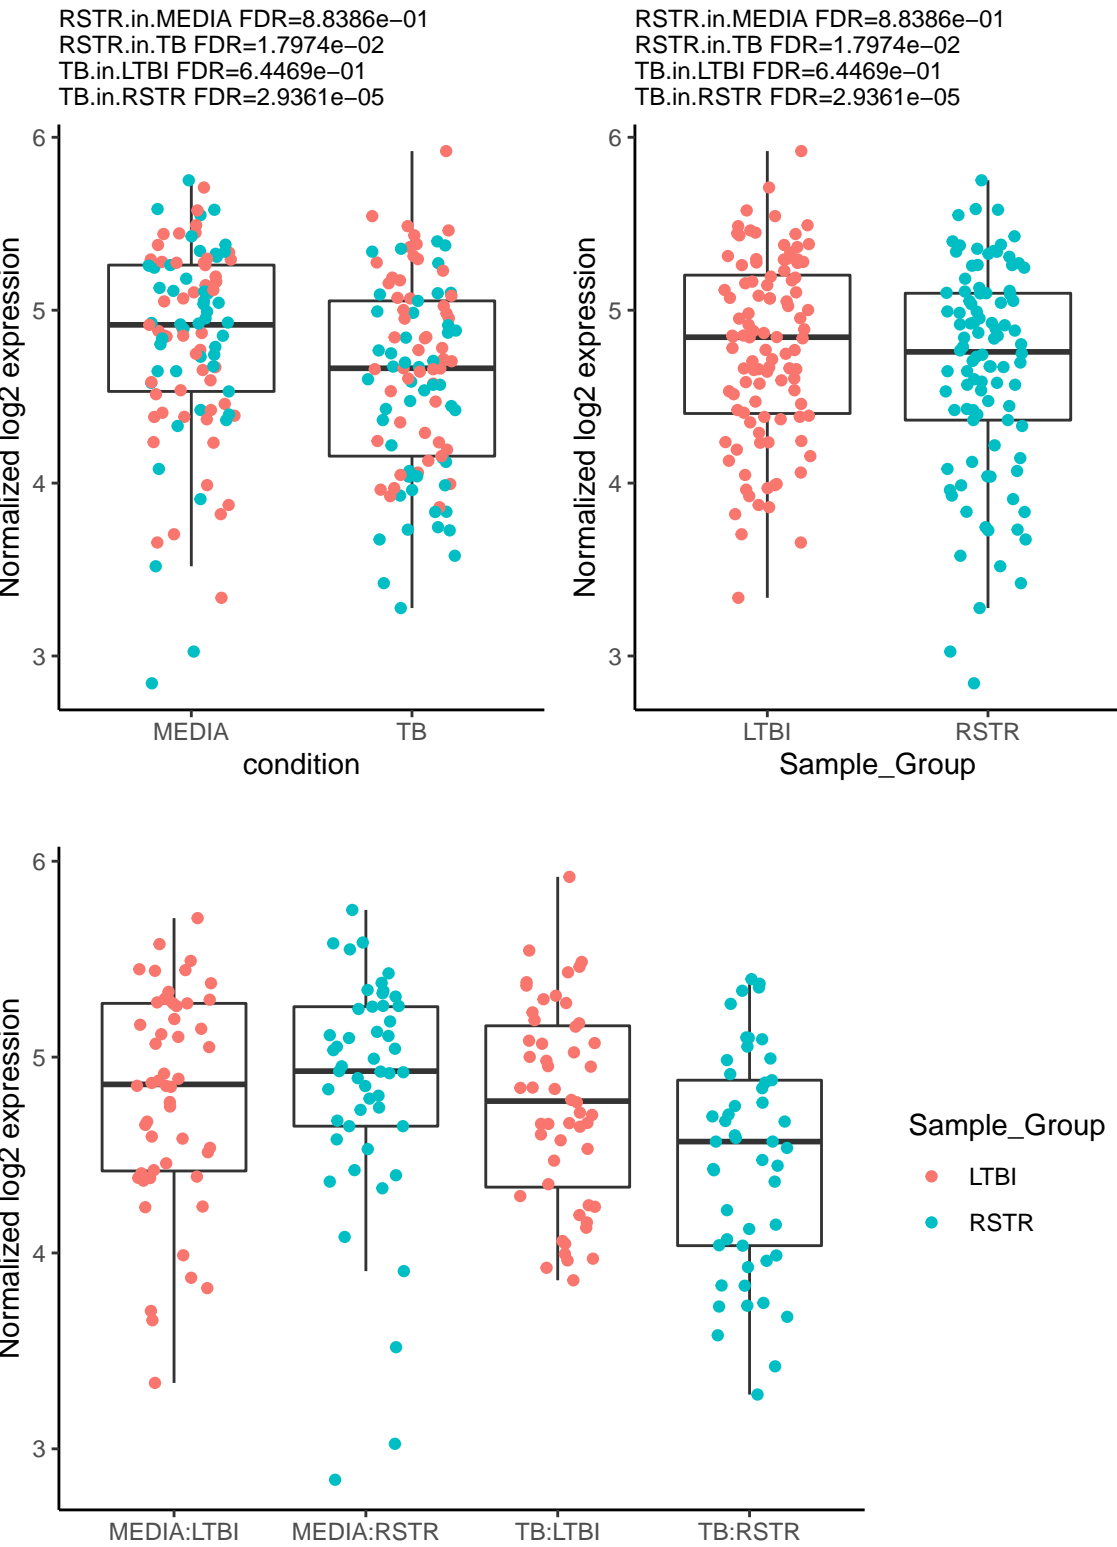 RSTR.in.MEDIA FDR=8.8386e−01
RSTR.in.TB FDR=1.7974e−02
TB.in.LTBI FDR=6.4469e−01
TB.in.RSTR FDR=2.9361e−05
6
5
4
3
Normalized log2 expression
MEDIA TB
condition
RSTR.in.MEDIA FDR=8.8386e−01
RSTR.in.TB FDR=1.7974e−02
TB.in.LTBI FDR=6.4469e−01
TB.in.RSTR FDR=2.9361e−05
6
5
4
3
Normalized log2 expression
LTBI RSTR
Sample_Group
6
5
4
3
Normalized log2 expression
MEDIA:LTBI MEDIA:RSTR TB:LTBI TB:RSTR
Sample_Group
LTBI
RSTR